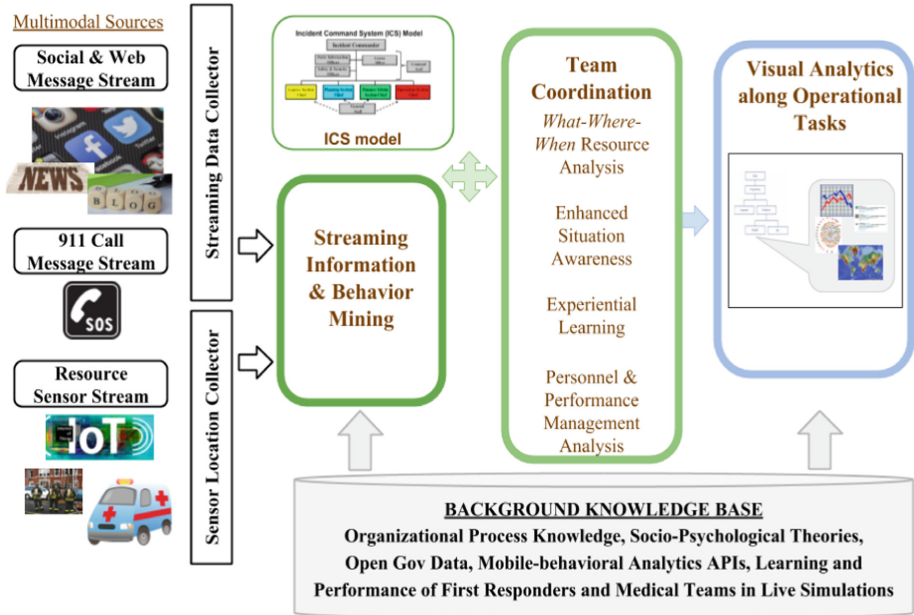 Multimodal Sources
Social & Web
Message Stream
Instagram
Twitter
Facebook
NEWS
BLOG
911 Call
Message Stream
SOS
Resource
Sensor Stream
IoT
Streaming Data Collector
Sensor Location Collector
Incident Command System (ICS) Model
Incident Commander
ICS model
Streaming
Information
& Behavior
Mining
Team
Coordination
What-Where-
When Resource
Analysis
Enhanced
Situation
Awareness
Experiential
Learning
Personnel &
Performance
Management
Analysis
Visual Analytics
along Operational
Tasks
BACKGROUND KNOWLEDGE BASE
Organizational Process Knowledge, Socio-Psychological Theories,
Open Gov Data, Mobile-behavioral Analytics APIs, Learning and
Performance of First Responders and Medical Teams in Live Simulations